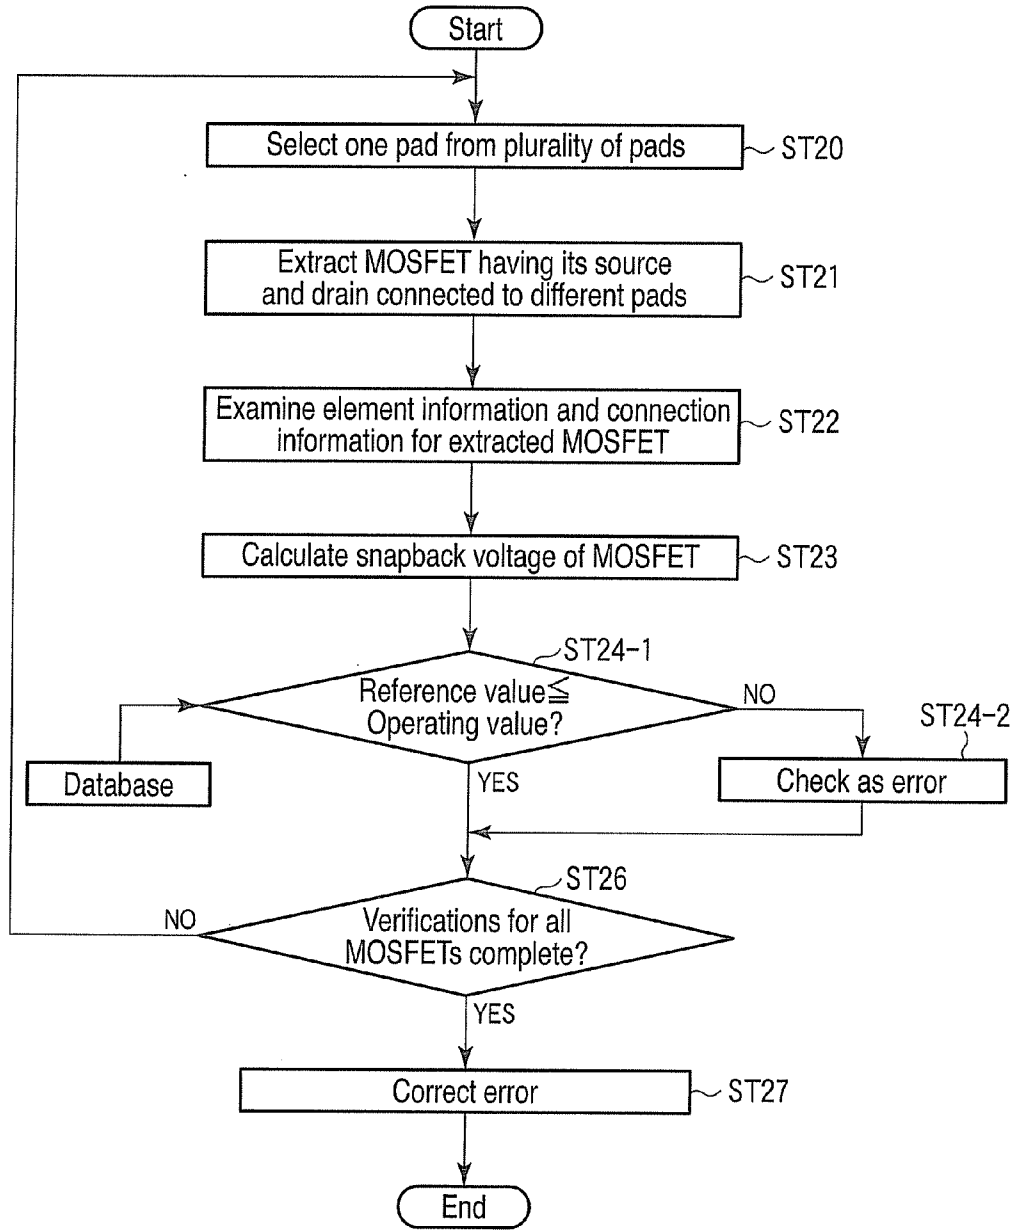 Start
Select one pad from plurality of pads
ST20
Extract MOSFET having its source
and drain connected to different pads
ST21
Examine element information and connection
information for extracted MOSFET
ST22
Calculate snapback voltage of MOSFET
ST23
ST24-1
Reference value≦
Operating value?
NO
ST24-2
Database
YES
Check as error
ST26
NO
Verifications for all
MOSFETs complete?
YES
Correct error
ST27
End